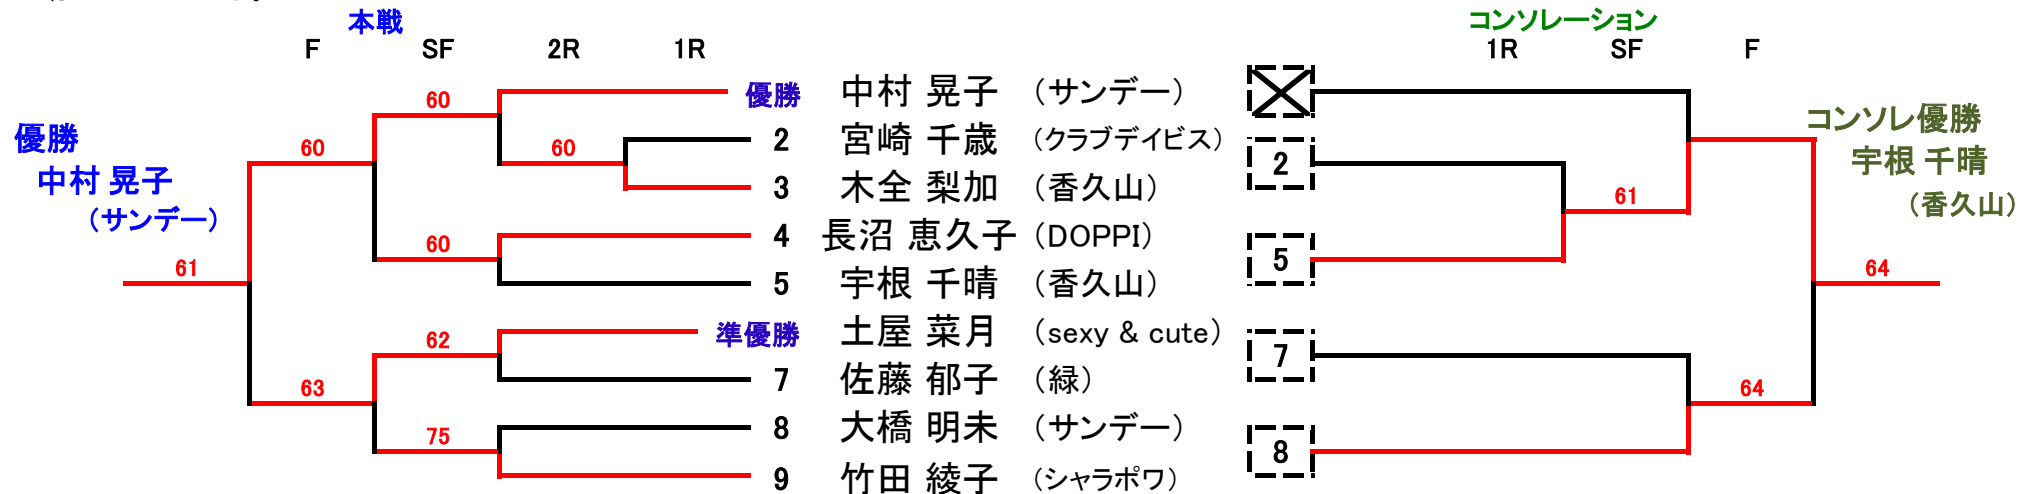 本戦 コンソレーション
F SF 2R 1R 1R SF F
優勝 中村 晃子 （サンデー）
60
2 宮崎 千歳 （クラブデイビス）
優勝 60 60 コンソレ優勝
中村 晃子 2 宇根 千晴
3 木全 梨加 （香久山）
（サンデー） 61 （香久山）
60 4 長沼 恵久子 （DOPPI）
61 5 64
5 宇根 千晴 （香久山）
62 準優勝 土屋 菜月 （sexy & cute）
7
7 佐藤 郁子 （緑）
63 64
75 8 大橋 明未 （サンデー）
8
9 竹田 綾子 （シャラポワ）